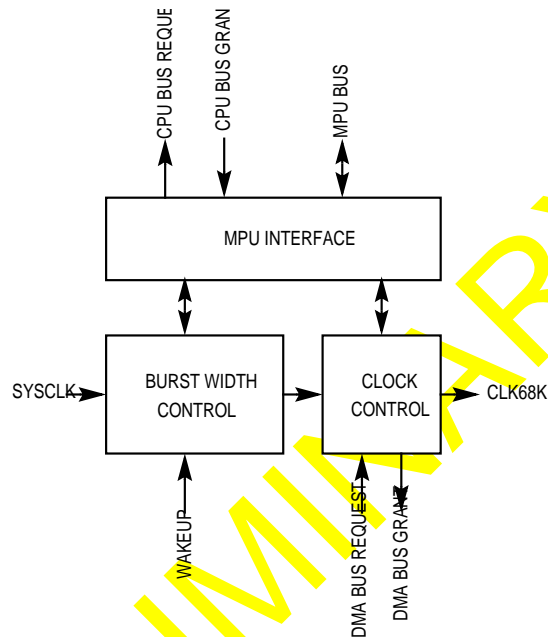 CPU BUS REQUE
CPU BUS GRAN
MPU BUS
MPU INTERFACE
SYSCLK
BURST WIDTH
CONTROL
CLOCK
CONTROL
CLK68K
WAKEUP
DMA BUS REQUEST
DMA BUS GRANT
IMINARY